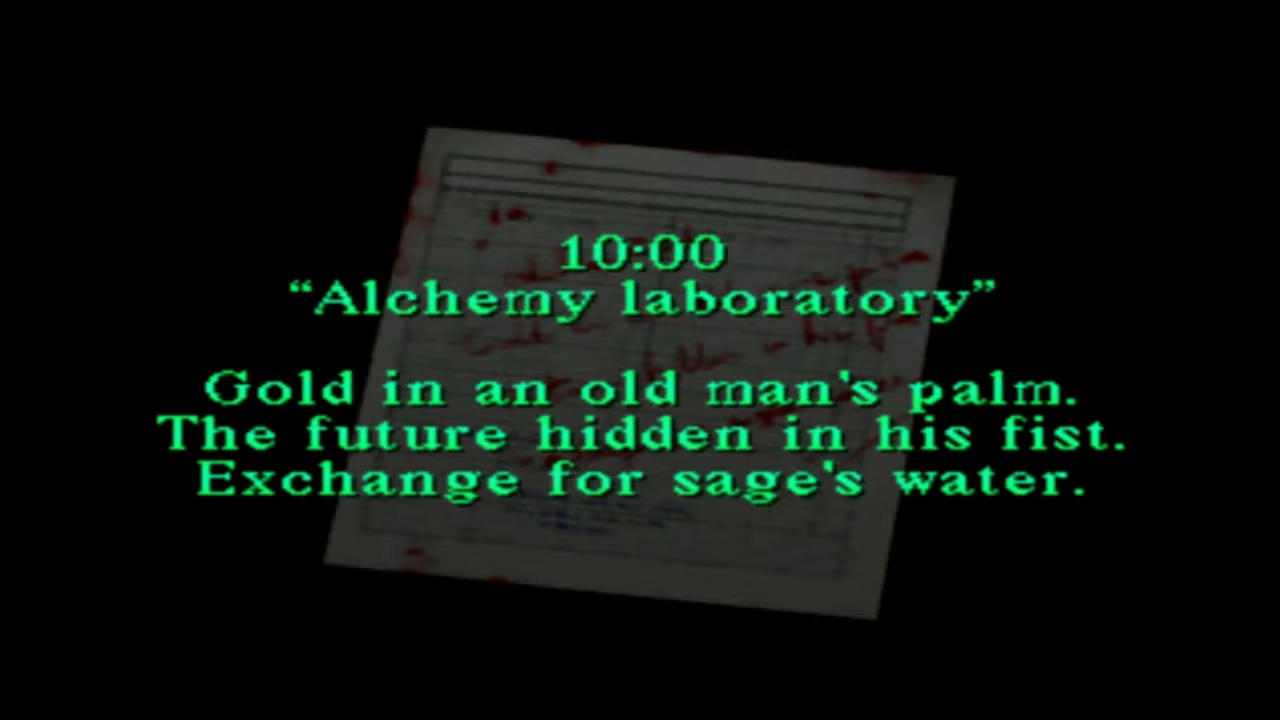 10:00
“Alchemy laboratory”
Gold in an old man's palm.
The future hidden in his fist.
Exchange for sage's water.